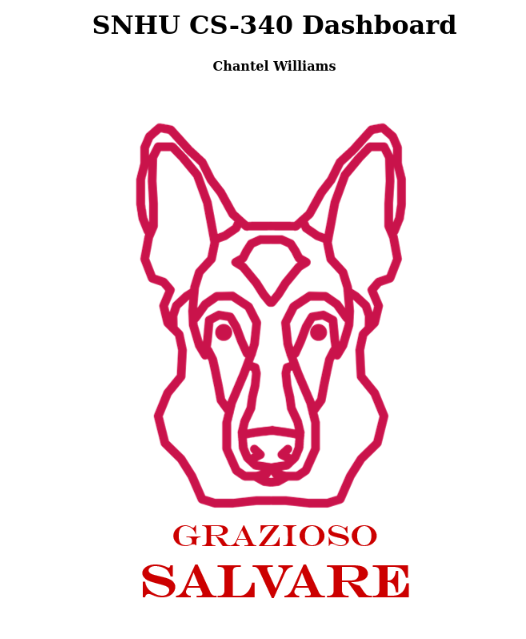 SNHU CS-340 Dashboard
Chantel Williams
GRAZIOSO
SALVARE